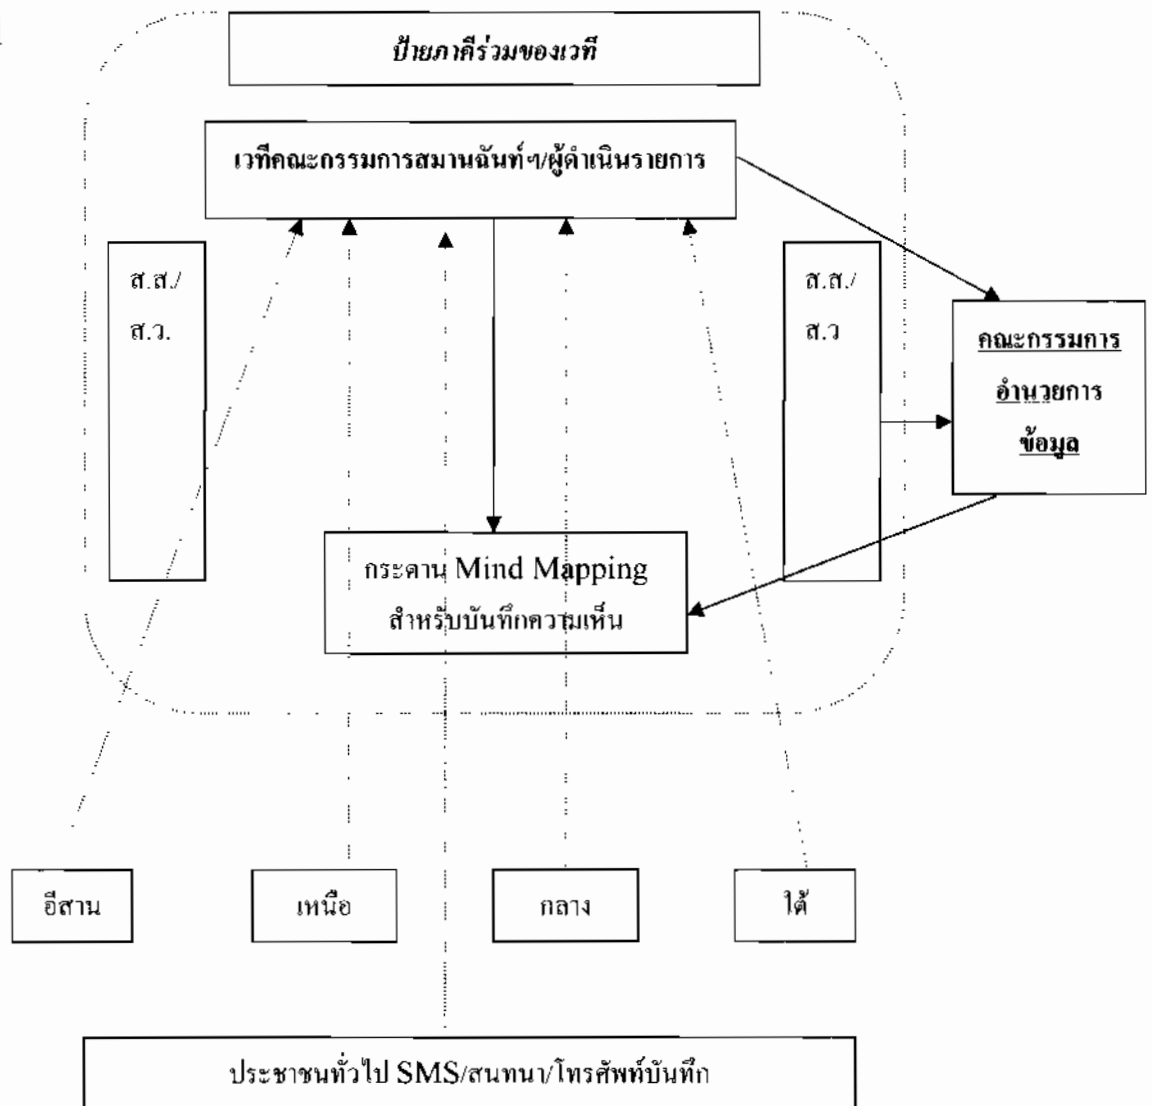 ป้ายภาคีร่วมของเวที
เวทีคณะกรรมการสมานฉันท์ฯ/ผู้ดำเนินรายการ
ส.ส./
ส.ว.
ส.ส./
ส.ว
คณะกรรมการ
อำนวยการ
ข้อมูล
กระดาน Mind Mapping
สำหรับบันทึกความเห็น
อีสาน
เหนือ
กลาง
ใต้
ประชาชนทั่วไป SMS/สนทนา/โทรศัพท์บันทึก